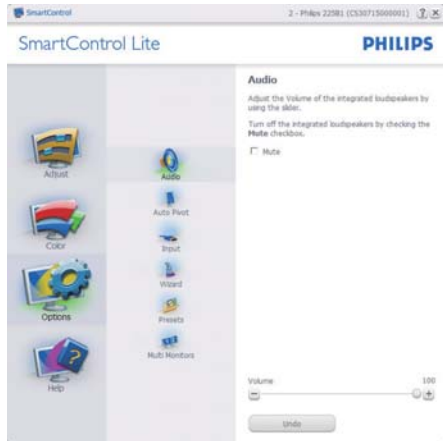 SmartControl
2 - Philips 225B1 (CS30715000001)
SmartControl Lite
PHILIPS
Adjust
Color
Options
Help
Audio
Auto Pivot
Input
Wizard
Presets
Multi Monitors
Audio
Adjust the Volume of the integrated loudspeakers by
using the slider.
Turn off the integrated loudspeakers by checking the
Mute checkbox.
Mute
Volume
100
Undo